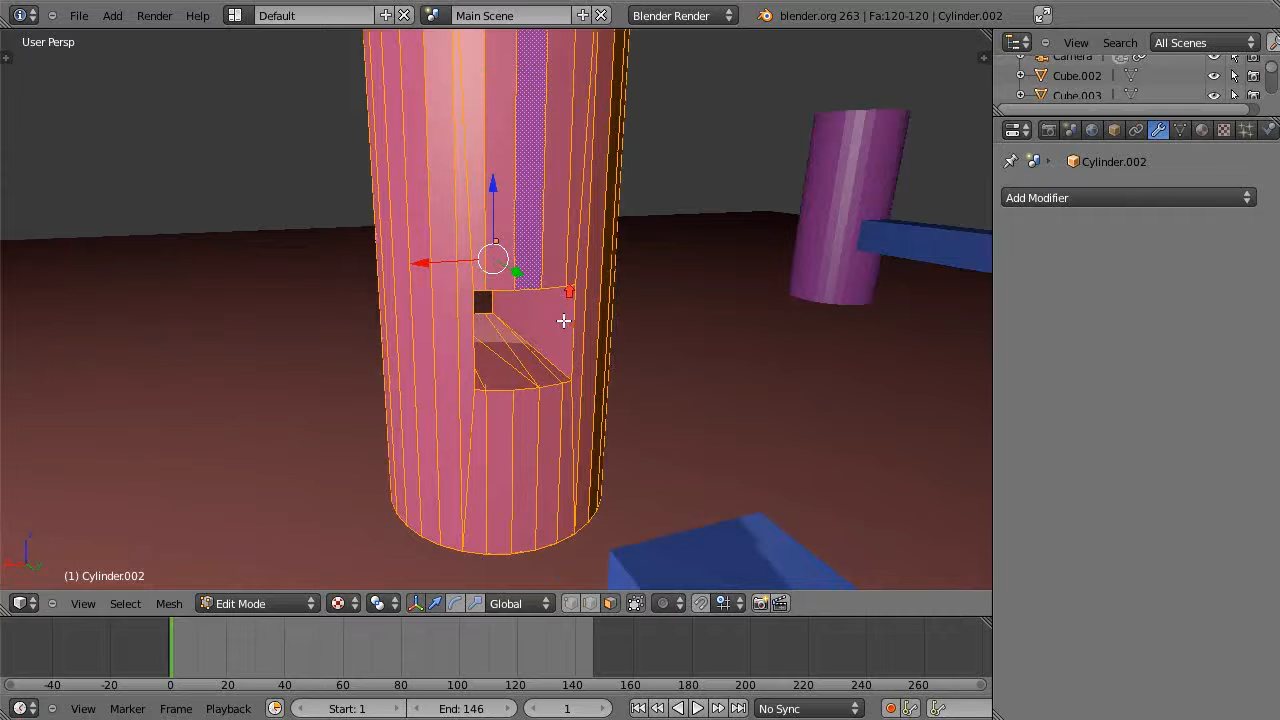 File Add Render Help Default Main Scene Blender Render blender.org 263 | Fa:120-120 | Cylinder.002
View Search All Scenes
User Persp
Camera
Cube.002
Cube.003
Cylinder.002
Add Modifier
(1) Cylinder.002
View Select Mesh Edit Mode Global
-40 -20 0 20 40 60 80 100 120 140 160 180 200 220 240 260
View Marker Frame Playback Start: 1 End: 146 1 No Sync